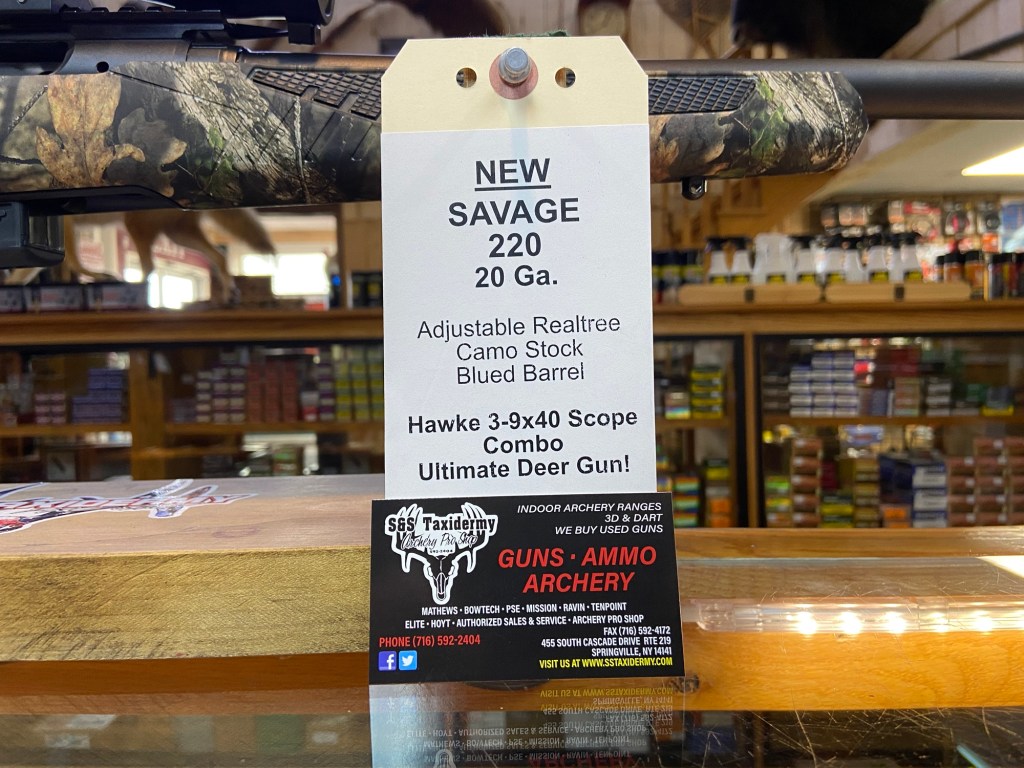 NEW
SAVAGE
220
20 Ga.
Adjustable Realtree
Camo Stock
Blued Barrel
Hawke 3-9x40 Scope
Combo
Ultimate Deer Gun!
S&S Taxidermy
Archery Pro Shop
592-2404
INDOOR ARCHERY RANGES
3D & DART
WE BUY USED GUNS
GUNS · AMMO
ARCHERY
MATHEWS • BOWTECH • PSE • MISSION • RAVIN • TENPOINT
ELITE • HOYT • AUTHORIZED SALES & SERVICE • ARCHERY PRO SHOP
PHONE (716) 592-2404
FAX (716) 592-4172
455 SOUTH CASCADE DRIVE RTE 219
SPRINGVILLE, NY 14141
VISIT US AT WWW.SSTAXIDERMY.COM